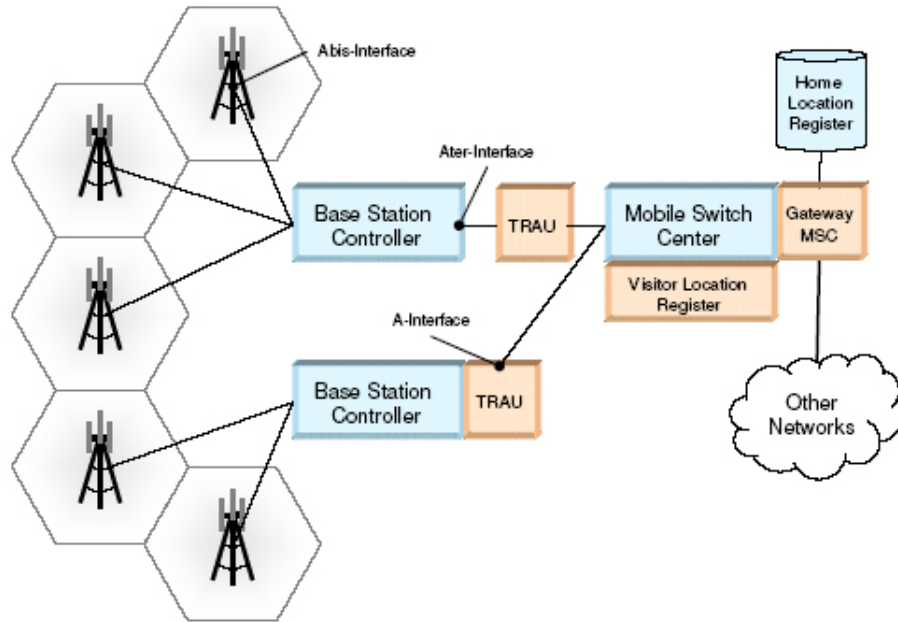 Abis-Interface
Home
Location
Register
Ater-Interface
Base Station
Controller
TRAU
Mobile Switch
Center
Gateway
MSC
Visitor Location
Register
A-Interface
Base Station
Controller
TRAU
Other
Networks